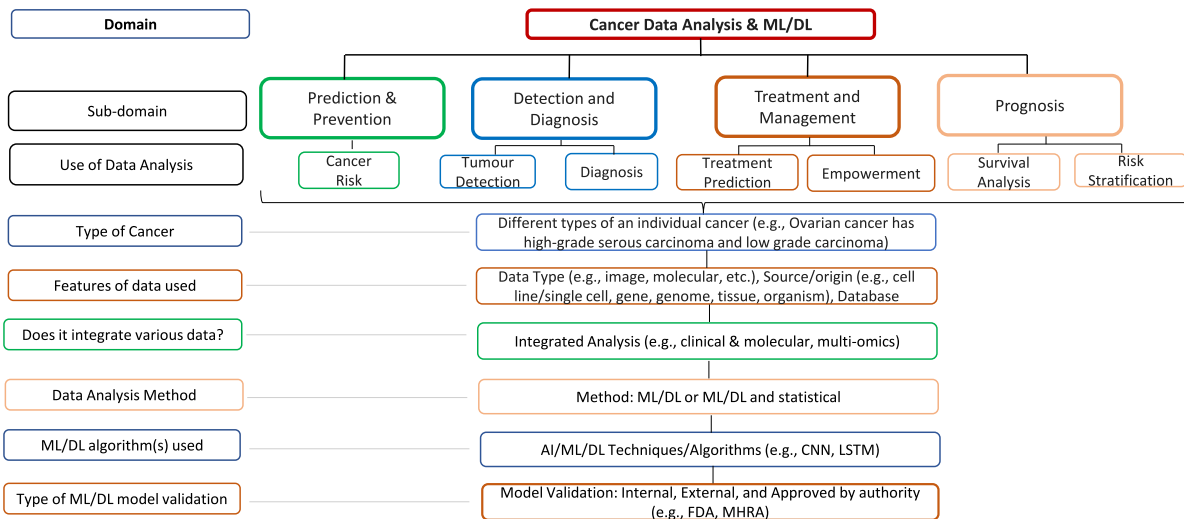 Domain
Cancer Data Analysis & ML/DL
Sub-domain
Prediction &
Prevention
Detection and
Diagnosis
Treatment and
Management
Prognosis
Use of Data Analysis
Cancer
Risk
Tumour
Detection
Diagnosis
Treatment
Prediction
Empowerment
Survival
Analysis
Risk
Stratification
Type of Cancer
Different types of an individual cancer (e.g., Ovarian cancer has
high-grade serous carcinoma and low grade carcinoma)
Features of data used
Data Type (e.g., image, molecular, etc.), Source/origin (e.g., cell
line/single cell, gene, genome, tissue, organism), Database
Does it integrate various data?
Integrated Analysis (e.g., clinical & molecular, multi-omics)
Data Analysis Method
Method: ML/DL or ML/DL and statistical
ML/DL algorithm(s) used
AI/ML/DL Techniques/Algorithms (e.g., CNN, LSTM)
Type of ML/DL model validation
Model Validation: Internal, External, and Approved by authority
(e.g., FDA, MHRA)